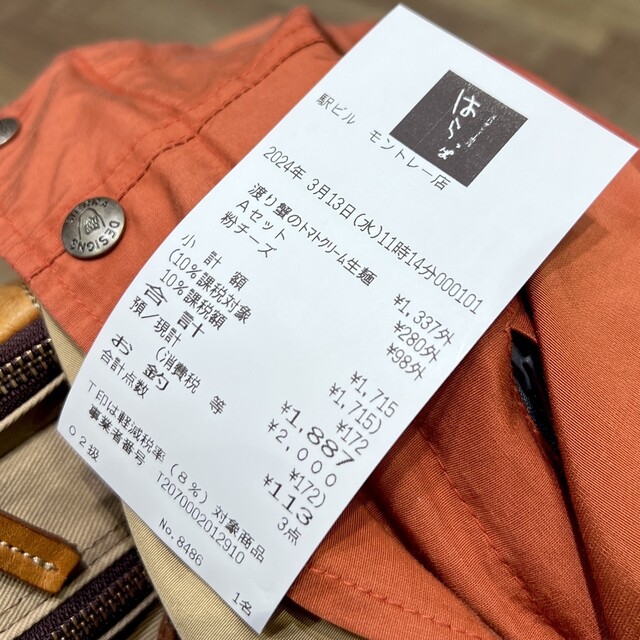 駅ビル モントレー店
2024年 3月13日(水)11時14分000101
渡り蟹のトマトクリーム生麺 ¥1,337外
Aセット ¥280外
粉チーズ ¥98外
小計額 ¥1,715
(10%課税対象 ¥1,715)
10%課税額 ¥172
合計 ¥1,887
預/現計 ¥2,000
(消費税 等 ¥172)
お釣 ¥113
合計点数 3点
T印は軽減税率(8%)対象商品
事業者番号 T2070002012910
02扱 No.8486 1名
DESIGNS